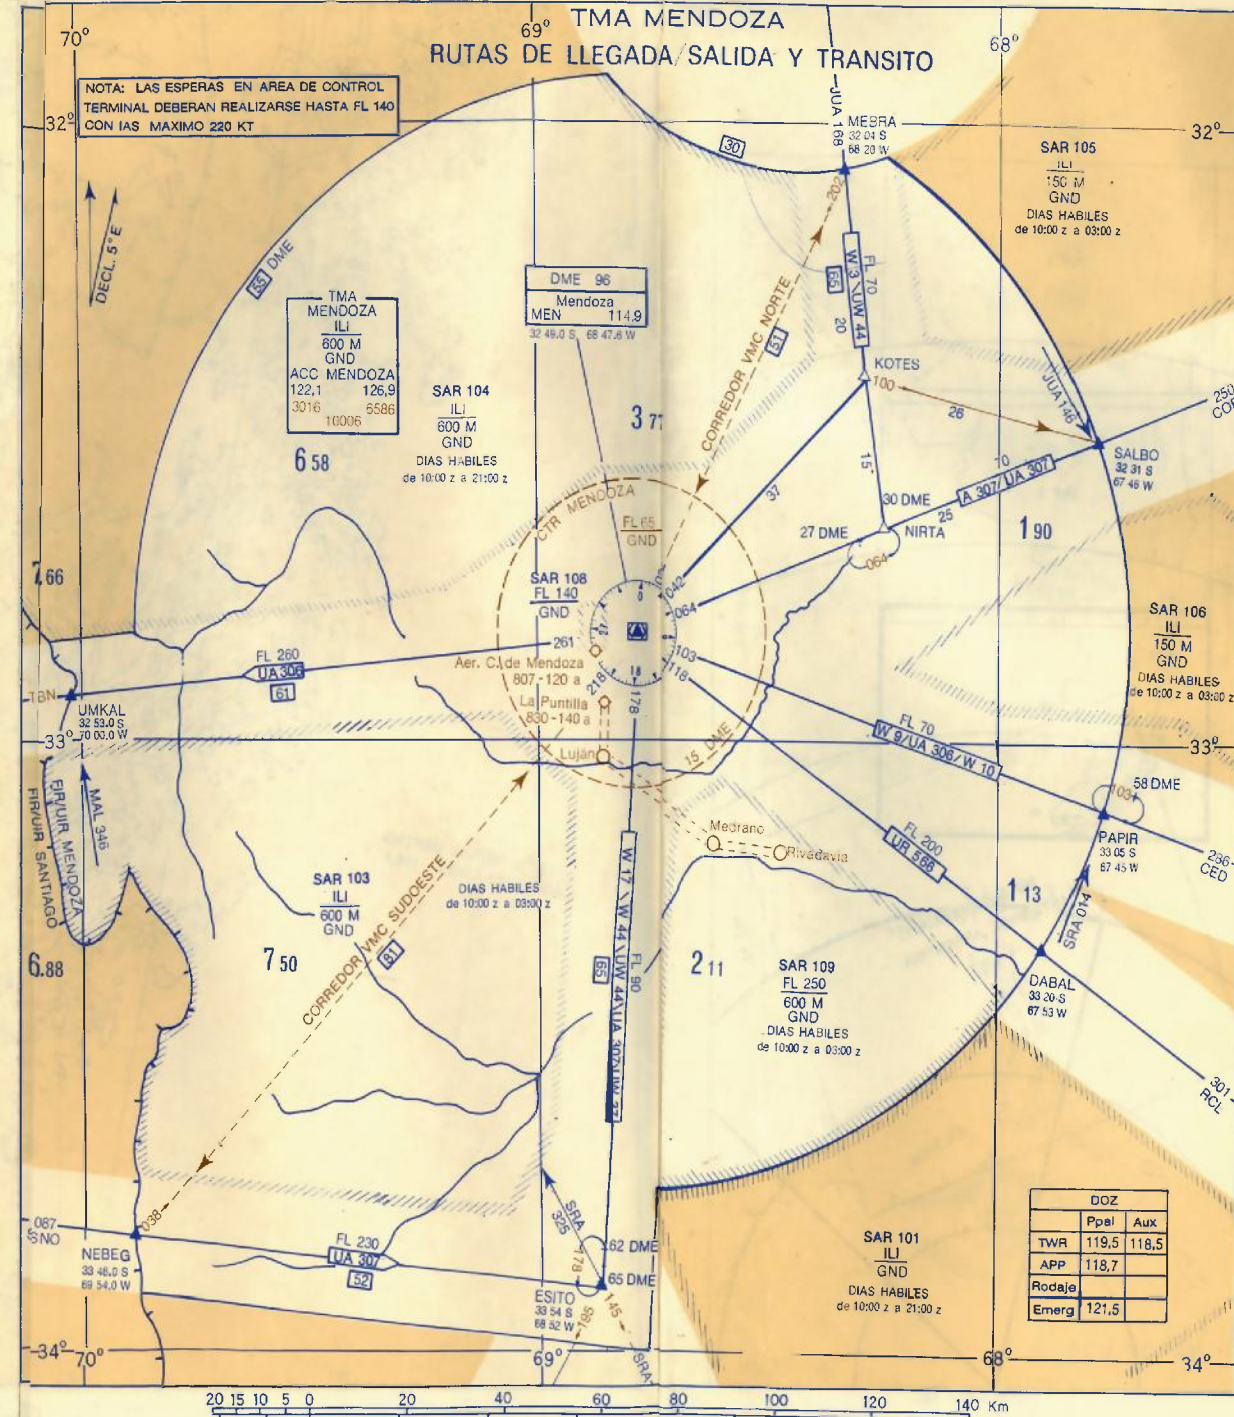 TMA MENDOZA
RUTAS DE LLEGADA/SALIDA Y TRANSITO
70°
69°
68°
NOTA: LAS ESPERAS EN AREA DE CONTROL
TERMINAL DEBERAN REALIZARSE HASTA FL 140
CON IAS MAXIMO 220 KT
32°
32°
JUA 168
MEBRA
32 04 S
68 20 W
30
202
SAR 105
ILI
150 M
GND
DIAS HABILES
de 10:00 z a 03:00 z
DECL. 5° E
55 DME
TMA
MENDOZA
ILI
600 M
GND
ACC MENDOZA
122,1 126,9
3016 6586
10006
DME 96
Mendoza
MEN 114,9
32 49.0 S, 68 47.6 W
CORREDOR VMC NORTE
51
FL 70
W 3 \ UW 44
65
20
KOTES
100
26
JUA 146
250
SALBO
32 31 S
67 46 W
SAR 104
ILI
600 M
GND
DIAS HABILES
de 10:00 z a 21:00 z
6 58
3 77
37
15
70
A 307/UA 307
25
30 DME
27 DME
NIRTA
064
1 90
CTR MENDOZA
FL 65
GND
7.66
SAR 108
FL 140
GND
042
064
103
118
178
218
261
0
18
SAR 106
ILI
150 M
GND
DIAS HABILES
de 10:00 z a 03:00 z
FL 260
UA 306
61
TBN
UMKAL
32 53.0 S
70 00.0 W
Aer. C. de Mendoza
807-120 a
La Puntilla
830-140 a
Luján
15 DME
33°
33°
FL 70
W 9/UA 306/W 10
58 DME
103
PAPIR
33 05 S
67 45 W
286
CED
MAL 346
FIR/UIR MENDOZA
FIR/UIR SANTIAGO
Medrano
Rivadavia
FL 200
UR 566
SRA 014
1 13
SAR 103
ILI
600 M
GND
DIAS HABILES
de 10:00 z a 03:00 z
CORREDOR VMC SUDOESTE
81
7 50
6.88
FL 90
65
2 11
SAR 109
FL 250
600 M
GND
DIAS HABILES
de 10:00 z a 03:00 z
DABAL
33 20 S
67 53 W
301
RCL
087
SNO
038
NEBEG
33 46.0 S
69 54.0 W
FL 230
UA 307
52
SRA
325
178
62 DME
65 DME
ESITO
33 54 S
68 52 W
195
145
SRA
SAR 101
ILI
GND
DIAS HABILES
de 10:00 z a 21:00 z
DOZ
Ppal Aux
TWR 119,5 118,5
APP 118,7
Rodaje
Emerg 121,5
34°
70°
69°
68°
34°
20 15 10 5 0 20 40 60 80 100 120 140 Km